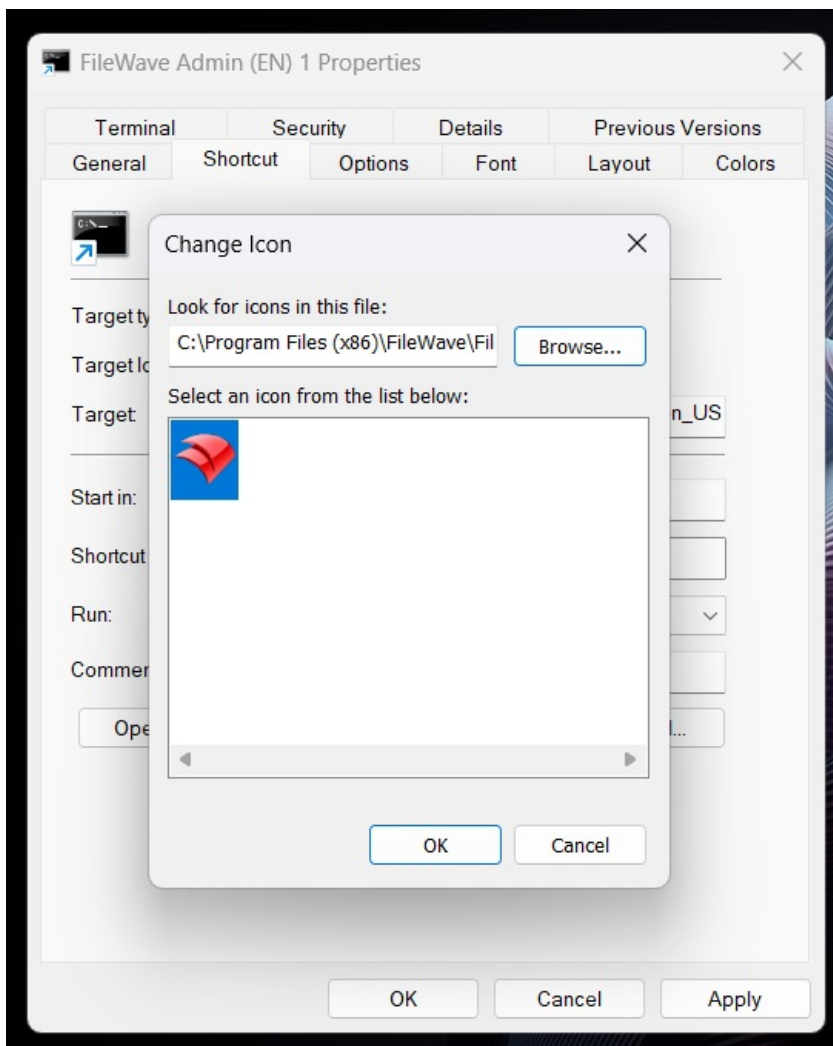 FileWave Admin (EN) 1 Properties
Terminal Security Details Previous Versions
General Shortcut Options Font Layout Colors
C:\
Change Icon
Look for icons in this file:
C:\Program Files (x86)\FileWave\Fil
Browse...
Select an icon from the list below:
Target ty
Target lo
Target:
n_US
Start in:
Shortcut
Run:
Commen
Ope
OK Cancel
OK Cancel Apply